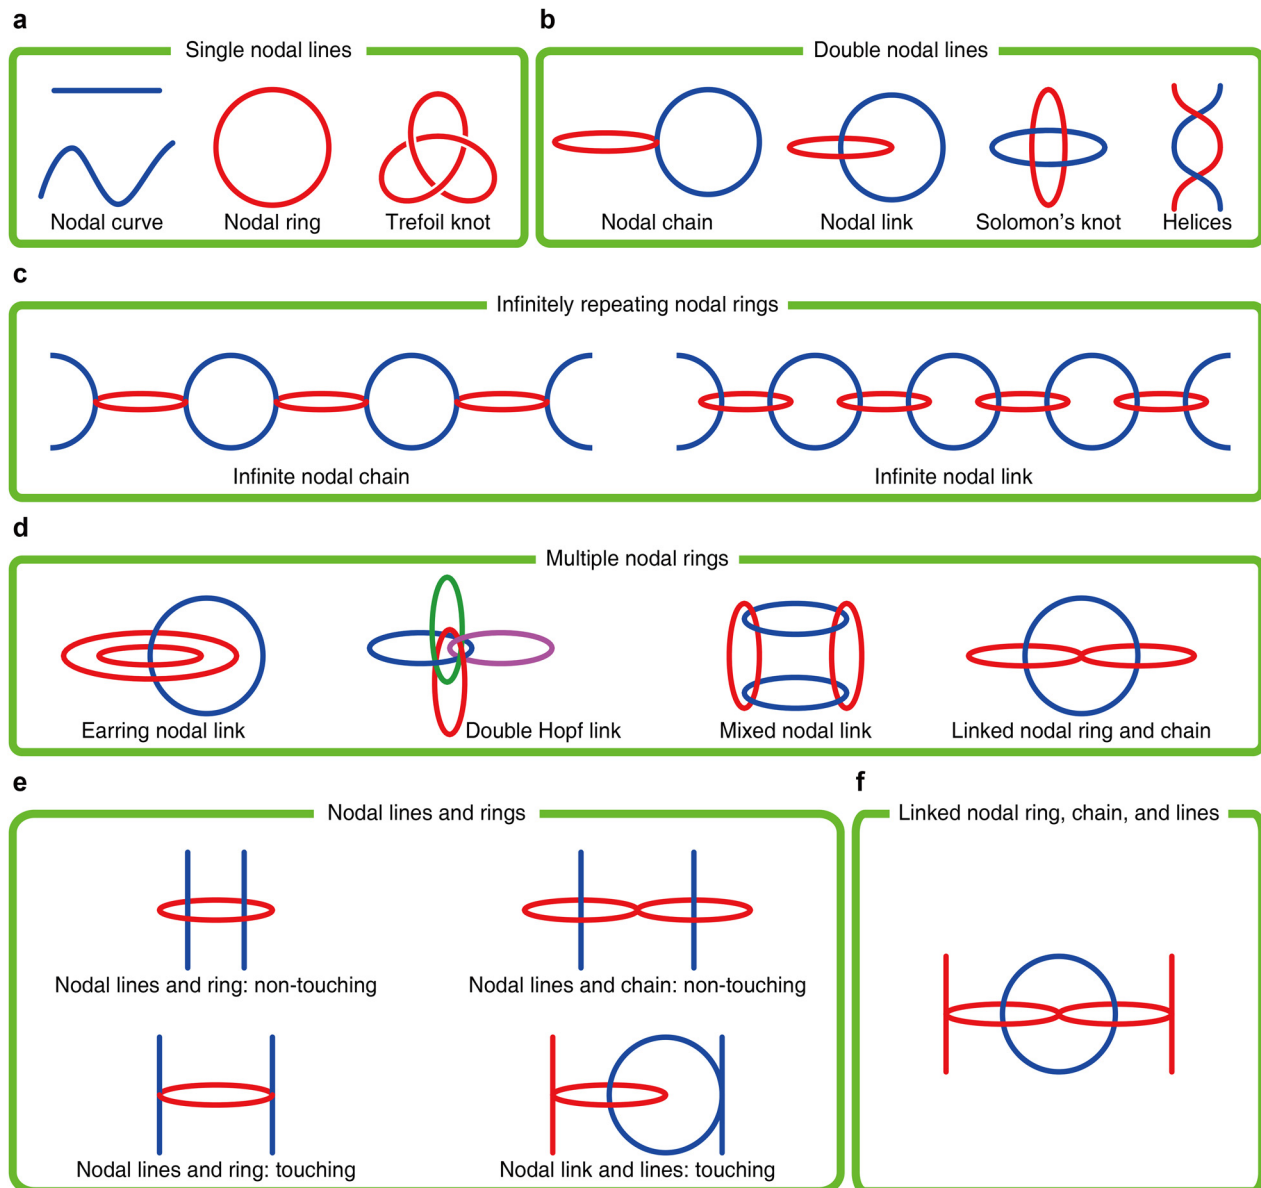 a
Single nodal lines
Nodal curve
Nodal ring
Trefoil knot
b
Double nodal lines
Nodal chain
Nodal link
Solomon’s knot
Helices
c
Infinitely repeating nodal rings
Infinite nodal chain
Infinite nodal link
d
Multiple nodal rings
Earring nodal link
Double Hopf link
Mixed nodal link
Linked nodal ring and chain
e
Nodal lines and rings
Nodal lines and ring: non-touching
Nodal lines and chain: non-touching
Nodal lines and ring: touching
Nodal link and lines: touching
f
Linked nodal ring, chain, and lines